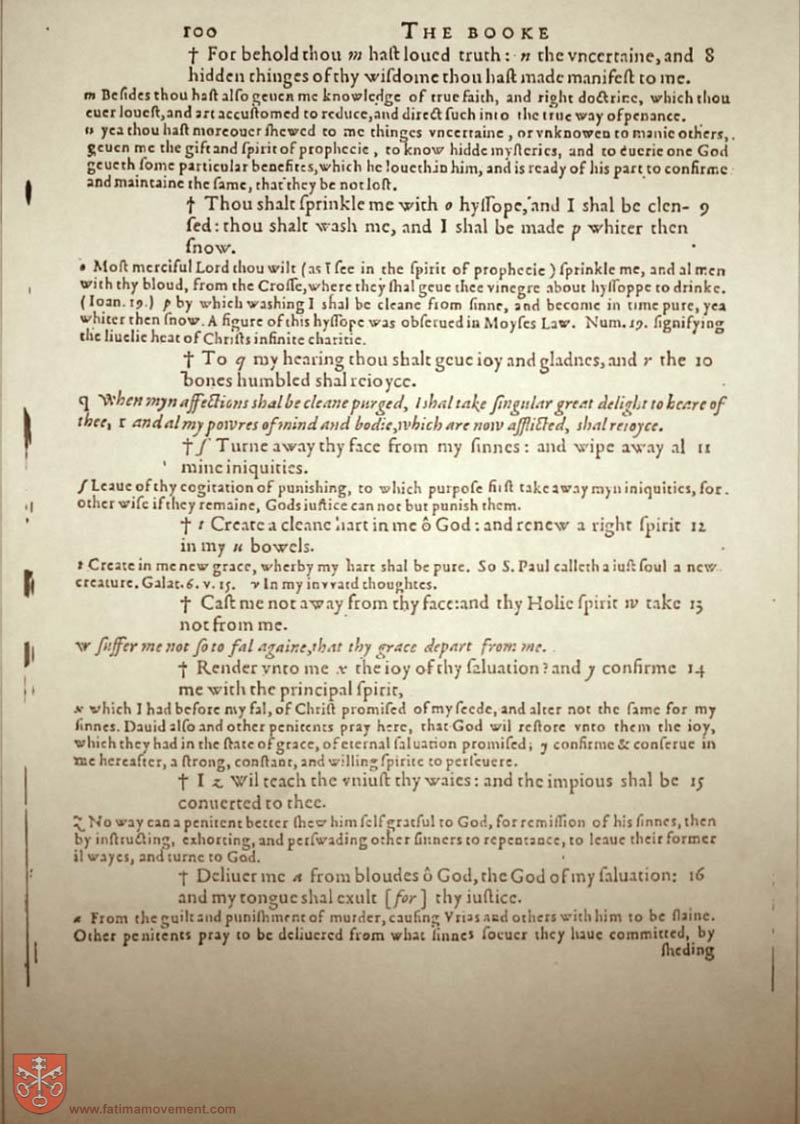 100 THE BOOKE
† For behold thou m haſt loued truth: n the vncertaine, and 8
hidden thinges of thy wiſdome thou haſt made manifeſt to me.
m Beſides thou haſt alſo geuen me knowledge of true faith, and right doctrine, which thou
euer loueſt, and art accuſtomed to reduce, and direct ſuch into the true way of penance.
n yea thou haſt moreouer ſhewed to me thinges vncertaine, or vnknowen to manie others,
geuen me the gift and ſpirit of prophecie, to know hidde myſteries, and to euerie one God
geueth ſome particular benefites, which he loueth in him, and is ready of his part to confirme
and maintaine the ſame, that they be not loſt.
† Thou ſhalt ſprinkle me with o hyſſope, and I shal be clen- 9
ſed: thou shalt wash me, and I shal be made p whiter then
ſnow.
o Moſt merciful Lord thou wilt (as I ſee in the ſpirit of prophecie) ſprinkle me, and al men
with thy bloud, from the Croſſe, where they ſhal geue thee vinegre about hyſſoppe to drinke.
(Ioan. 19.) p by which washing I shal be cleane from ſinne, and become in time pure, yea
whiter then ſnow. A figure of this hyſſope was obſerued in Moyſes Law. Num. 19. ſignifying
the liuelie heat of Chriſts infinite charitie.
† To q my hearing thou shalt geue ioy and gladnes, and r the 10
bones humbled shal reioyce.
q When myn affections shal be cleane purged, I shal take ſingular great delight to heare of
thee, r and al my powres of mind and bodie, which are now afflicted, shal reioyce.
† ſ Turne away thy face from my ſinnes: and wipe away al 11
mine iniquities.
ſ Leaue of thy cogitation of punishing, to which purpoſe firſt take away myn iniquities, for
other wiſe if they remaine, Gods iuſtice can not but punish them.
† t Create a cleane hart in me ô God: and renew a right ſpirit 12
in my u bowels.
t Create in me new grace, wherby my hart shal be pure. So S. Paul calleth a iuſt ſoul a new
creature. Galat. 6. v. 15. v In my inward thoughtes.
† Caſt me not away from thy face: and thy Holie ſpirit w take 13
not from me.
w ſuffer me not ſo to fal againe, that thy grace depart from me.
† Render vnto me x the ioy of thy ſaluation? and y confirme 14
me with the principal ſpirit,
x which I had before my fal, of Chriſt promiſed of my ſeede, and alter not the ſame for my
ſinnes. Dauid alſo and other penitents pray here, that God wil reſtore vnto them the ioy,
which they had in the ſtate of grace, of eternal ſaluation promiſed; y confirme & conſerue in
me hereafter, a ſtrong, conſtant, and willing ſpirite to perſeuere.
† I z Wil teach the vniuſt thy waies: and the impious shal be 15
conuerted to thee.
z No way can a penitent better ſhew him ſelf grateful to God, for remiſſion of his ſinnes, then
by inſtructing, exhorting, and perſwading other ſinners to repentance, to leaue their former
il wayes, and turne to God.
† Deliuer me a from bloudes ô God, the God of my ſaluation: 16
and my tongue shal exult [for] thy iuſtice.
a From the guilt and punishment of murder, cauſing Vrias and others with him to be ſlaine.
Other penitents pray to be deliuered from what ſinnes ſoeuer they haue committed, by
ſheding
www.fatimamovement.com